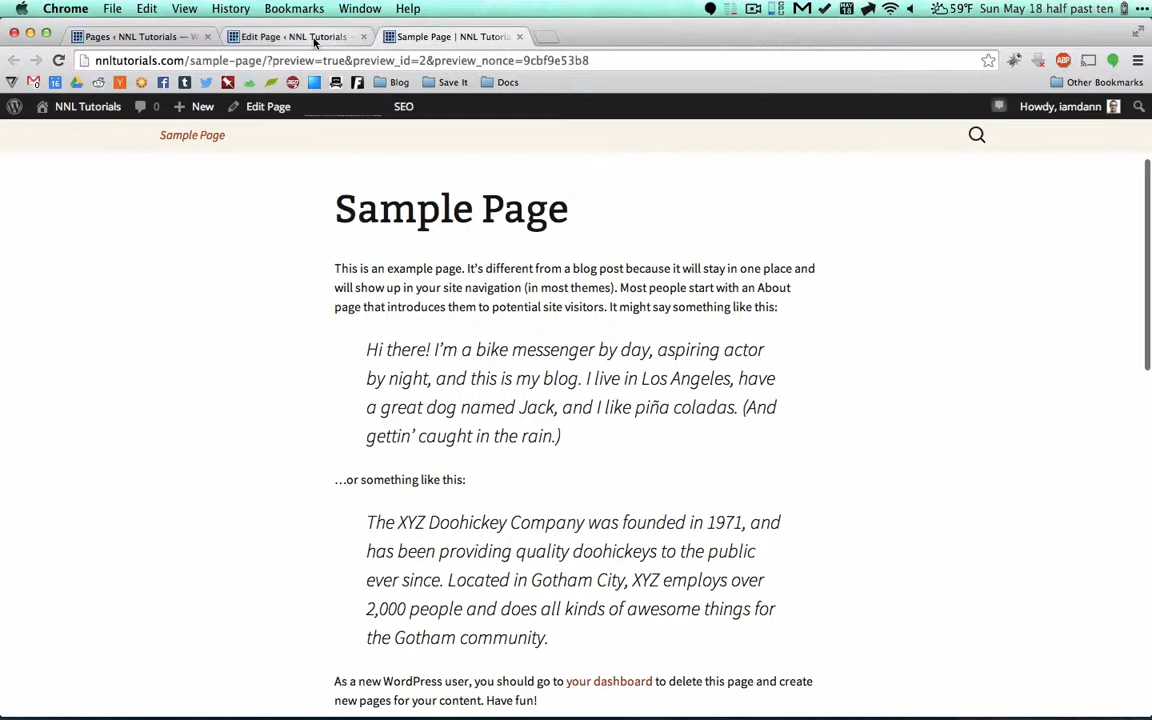 Chrome File Edit View History Bookmarks Window Help 59°F Sun May 18 half past ten
Pages ‹ NNL Tutorials — W Edit Page ‹ NNL Tutorials - Sample Page | NNL Tutoria
nnltutorials.com/sample-page/?preview=true&preview_id=2&preview_nonce=9cbf9e53b8
Blog Save It Docs Other Bookmarks
NNL Tutorials 0 New Edit Page SEO Howdy, iamdann
Sample Page
Sample Page
This is an example page. It’s different from a blog post because it will stay in one place and
will show up in your site navigation (in most themes). Most people start with an About
page that introduces them to potential site visitors. It might say something like this:
Hi there! I’m a bike messenger by day, aspiring actor
by night, and this is my blog. I live in Los Angeles, have
a great dog named Jack, and I like piña coladas. (And
gettin’ caught in the rain.)
…or something like this:
The XYZ Doohickey Company was founded in 1971, and
has been providing quality doohickeys to the public
ever since. Located in Gotham City, XYZ employs over
2,000 people and does all kinds of awesome things for
the Gotham community.
As a new WordPress user, you should go to your dashboard to delete this page and create
new pages for your content. Have fun!